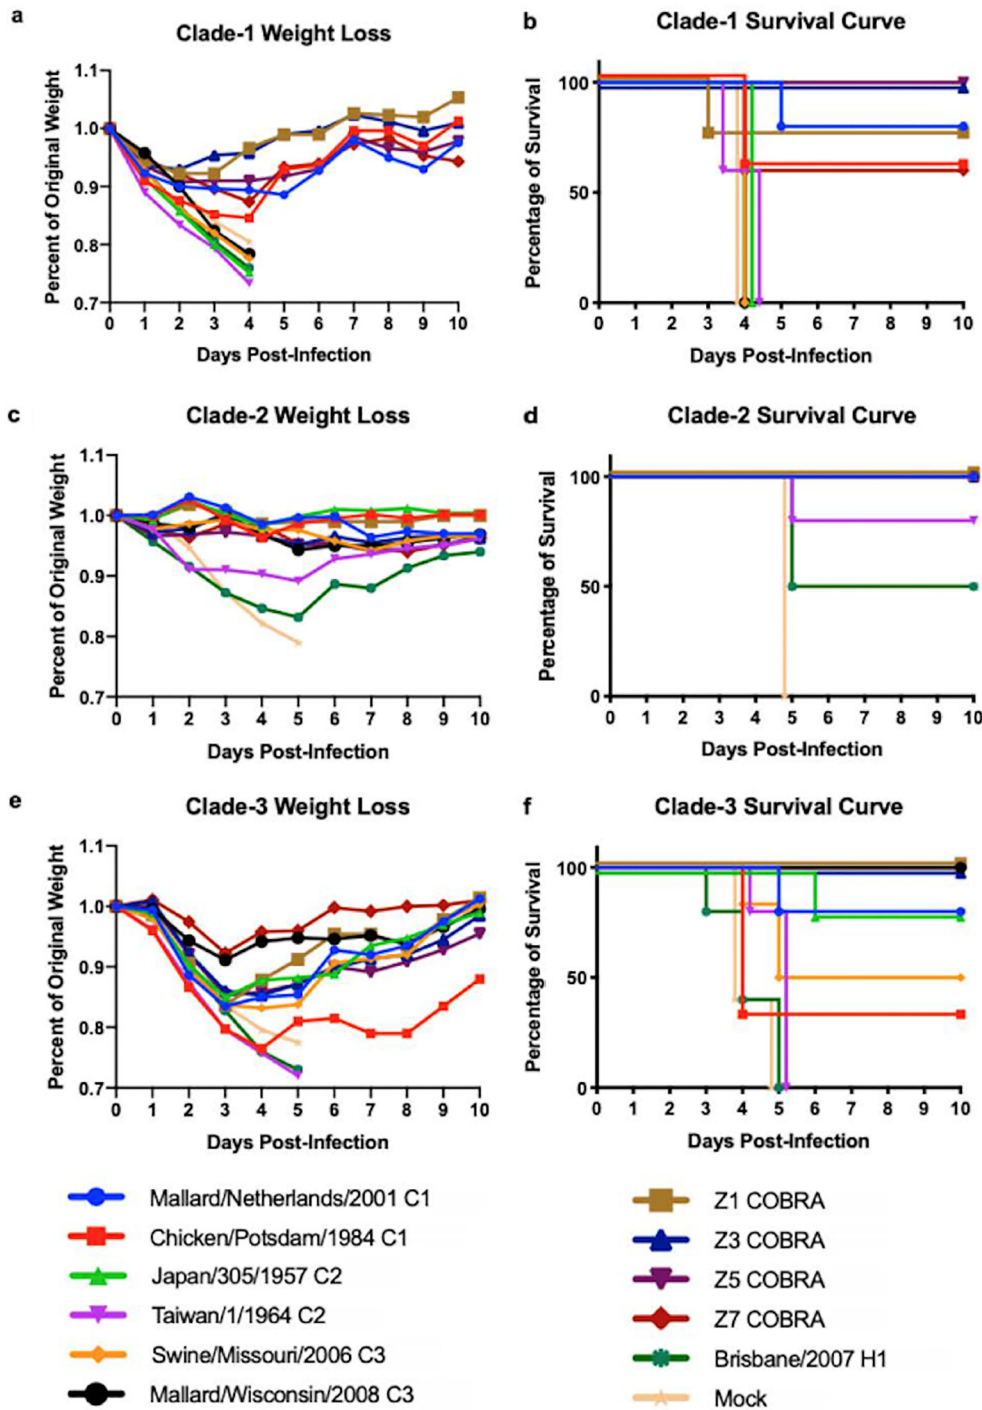 a
Clade-1 Weight Loss
Percent of Original Weight
1.1
1.0
0.9
0.8
0.7
0 1 2 3 4 5 6 7 8 9 10
Days Post-Infection
b
Clade-1 Survival Curve
Percentage of Survival
100
50
0
0 1 2 3 4 5 6 7 8 9 10
Days Post-Infection
c
Clade-2 Weight Loss
Percent of Original Weight
1.1
1.0
0.9
0.8
0.7
0 1 2 3 4 5 6 7 8 9 10
Days Post-Infection
d
Clade-2 Survival Curve
Percentage of Survival
100
50
0
0 1 2 3 4 5 6 7 8 9 10
Days Post-Infection
e
Clade-3 Weight Loss
Percent of Original Weight
1.1
1.0
0.9
0.8
0.7
0 1 2 3 4 5 6 7 8 9 10
Days Post-Infection
f
Clade-3 Survival Curve
Percentage of Survival
100
50
0
0 1 2 3 4 5 6 7 8 9 10
Days Post-Infection
Mallard/Netherlands/2001 C1
Chicken/Potsdam/1984 C1
Japan/305/1957 C2
Taiwan/1/1964 C2
Swine/Missouri/2006 C3
Mallard/Wisconsin/2008 C3
Z1 COBRA
Z3 COBRA
Z5 COBRA
Z7 COBRA
Brisbane/2007 H1
Mock